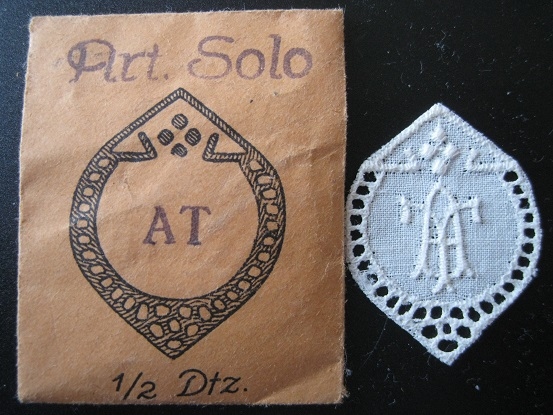 Art. Solo
AT
1/2 Dtz.
AT